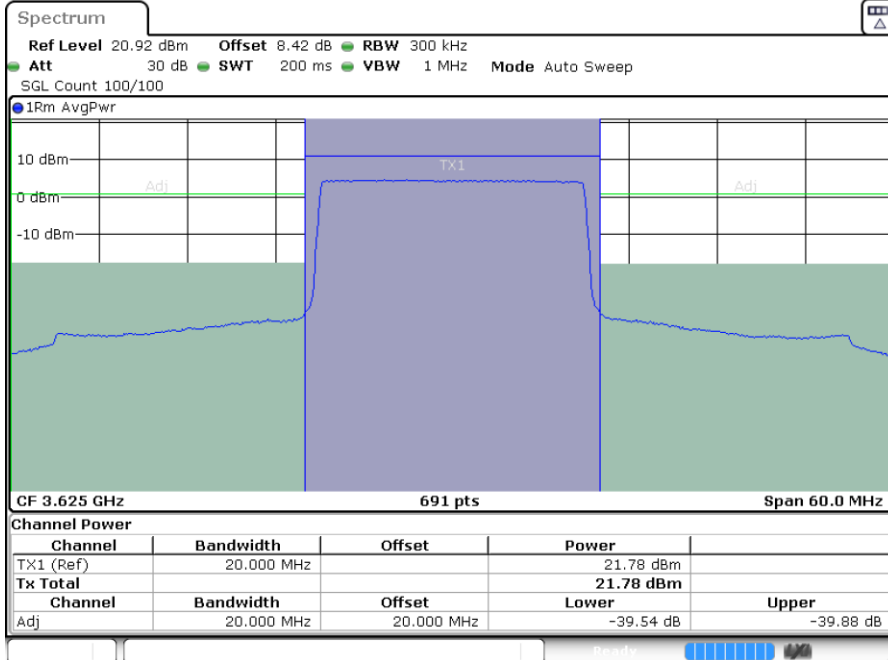 Spectrum
Ref Level 20.92 dBm Offset 8.42 dB RBW 300 kHz
Att 30 dB SWT 200 ms VBW 1 MHz Mode Auto Sweep
SGL Count 100/100
1Rm AvgPwr
10 dBm
TX1
Adj Adj
0 dBm
-10 dBm
CF 3.625 GHz 691 pts Span 60.0 MHz
Channel Power
Channel Bandwidth Offset Power
TX1 (Ref) 20.000 MHz 21.78 dBm
Tx Total 21.78 dBm
Channel Bandwidth Offset Lower Upper
Adj 20.000 MHz 20.000 MHz -39.54 dB -39.88 dB
Ready